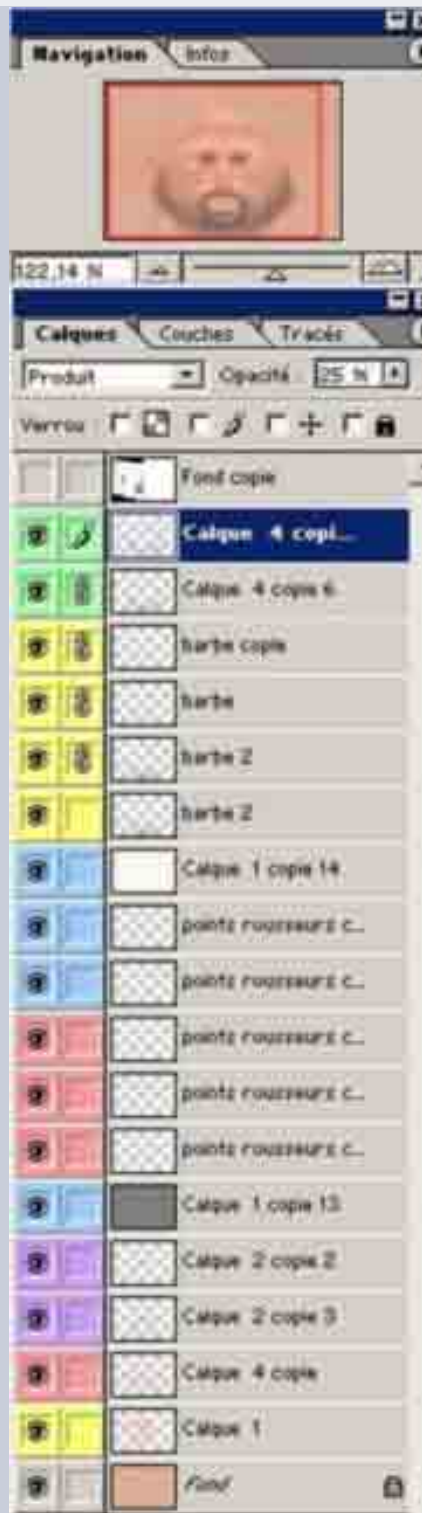 Navigation Infos
122,14 %
Calques Couches Tracés
Produit Opacité : 25 %
Verrou :
Fond copie
Calque 4 copi...
Calque 4 copie 6
barbe copie
barbe
barbe 2
barbe 2
Calque 1 copie 14
points rousseurs c...
points rousseurs c...
points rousseurs c...
points rousseurs c...
points rousseurs c...
Calque 1 copie 13
Calque 2 copie 2
Calque 2 copie 3
Calque 4 copie
Calque 1
Fond